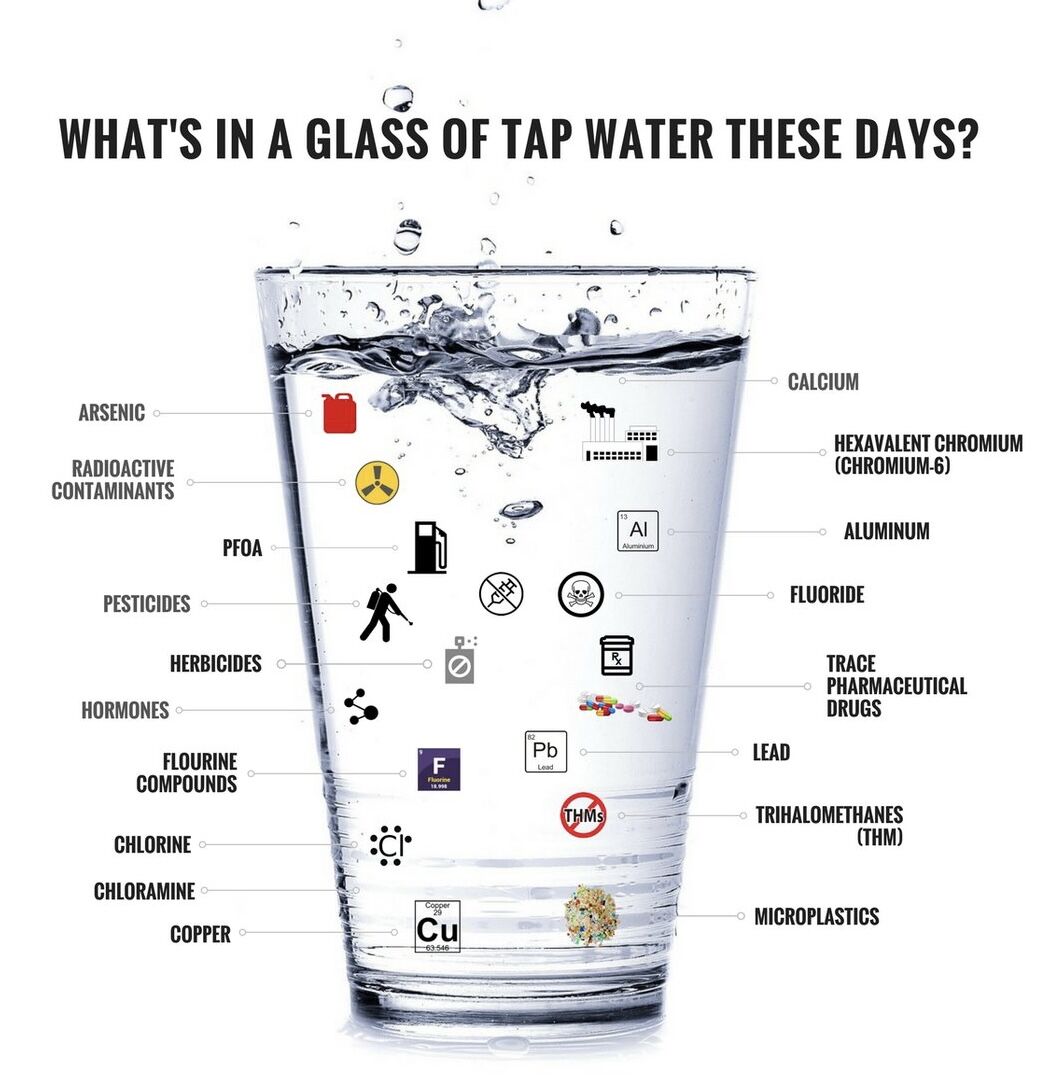 WHAT'S IN A GLASS OF TAP WATER THESE DAYS?
CALCIUM
ARSENIC
HEXAVALENT CHROMIUM
(CHROMIUM-6)
RADIOACTIVE
CONTAMINANTS
13
Al
Aluminium
ALUMINUM
PFOA
PESTICIDES
FLUORIDE
HERBICIDES
Rx
TRACE
PHARMACEUTICAL
DRUGS
HORMONES
82
Pb
Lead
LEAD
FLOURINE
COMPOUNDS
9
F
Fluorine
18.998
THMs
TRIHALOMETHANES
(THM)
CHLORINE
Cl
CHLORAMINE
COPPER
Copper
29
Cu
63.546
MICROPLASTICS